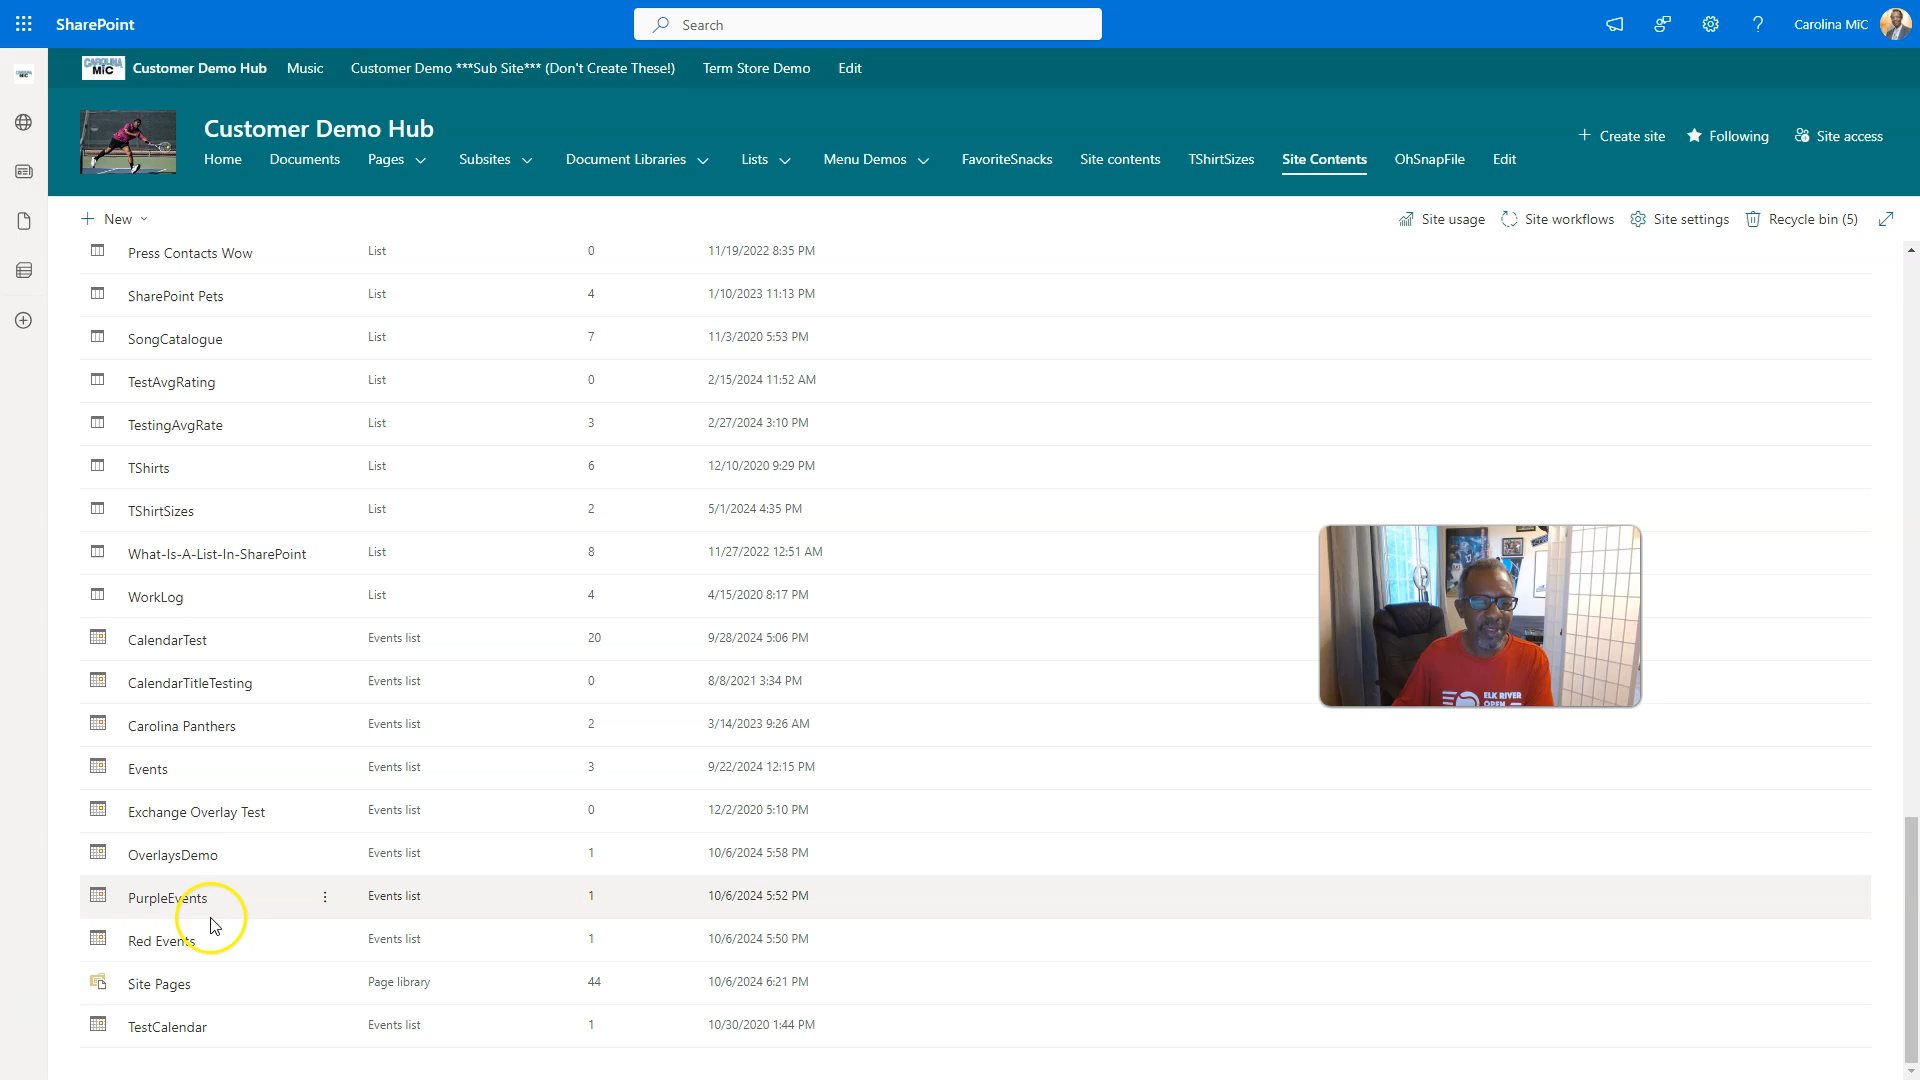 SharePoint
Search
Carolina MiC
CAROLINA MiC
Customer Demo Hub
Music
Customer Demo ***Sub Site*** (Don't Create These!)
Term Store Demo
Edit
Customer Demo Hub
Create site
Following
Site access
Home
Documents
Pages
Subsites
Document Libraries
Lists
Menu Demos
FavoriteSnacks
Site contents
TShirtSizes
Site Contents
OhSnapFile
Edit
New
Site usage
Site workflows
Site settings
Recycle bin (5)
Press Contacts Wow List 0 11/19/2022 8:35 PM
SharePoint Pets List 4 1/10/2023 11:13 PM
SongCatalogue List 7 11/3/2020 5:53 PM
TestAvgRating List 0 2/15/2024 11:52 AM
TestingAvgRate List 3 2/27/2024 3:10 PM
TShirts List 6 12/10/2020 9:29 PM
TShirtSizes List 2 5/1/2024 4:35 PM
What-Is-A-List-In-SharePoint List 8 11/27/2022 12:51 AM
WorkLog List 4 4/15/2020 8:17 PM
CalendarTest Events list 20 9/28/2024 5:06 PM
CalendarTitleTesting Events list 0 8/8/2021 3:34 PM
Carolina Panthers Events list 2 3/14/2023 9:26 AM
Events Events list 3 9/22/2024 12:15 PM
Exchange Overlay Test Events list 0 12/2/2020 5:10 PM
OverlaysDemo Events list 1 10/6/2024 5:58 PM
PurpleEvents Events list 1 10/6/2024 5:52 PM
Red Events Events list 1 10/6/2024 5:50 PM
Site Pages Page library 44 10/6/2024 6:21 PM
TestCalendar Events list 1 10/30/2020 1:44 PM
ELK RIVER
OPEN